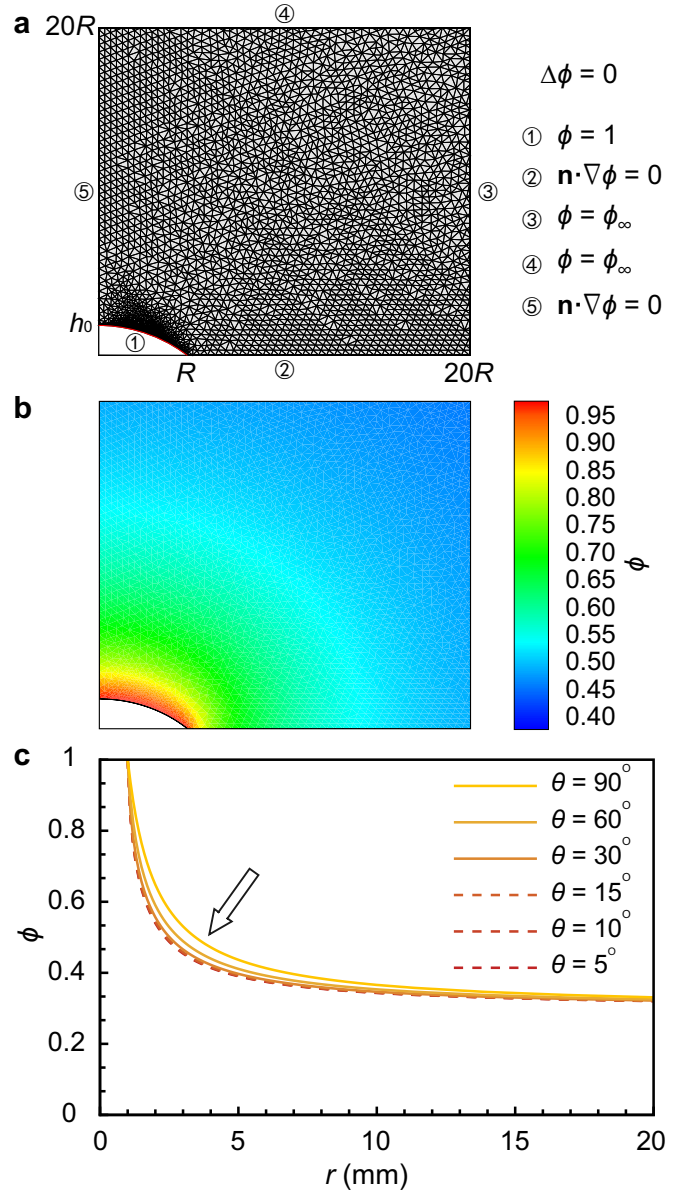 a
④
20R
Δϕ = 0
① ϕ = 1
② n·∇ϕ = 0
③ ϕ = ϕ∞
④ ϕ = ϕ∞
⑤ n·∇ϕ = 0
⑤
③
h₀
①
R
②
20R
b
0.95
0.90
0.85
0.80
0.75
0.70
0.65
0.60
0.55
0.50
0.45
0.40
ϕ
c
1
0.8
0.6
0.4
0.2
0
ϕ
θ = 90°
θ = 60°
θ = 30°
θ = 15°
θ = 10°
θ = 5°
0 5 10 15 20
r (mm)